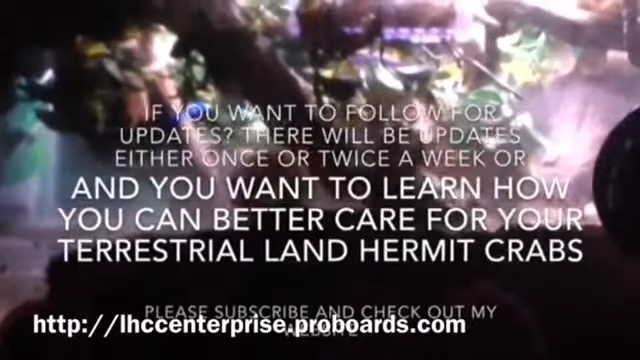 IF YOU WANT TO FOLLOW FOR
UPDATES? THERE WILL BE UPDATES
EITHER ONCE OR TWICE A WEEK OR
AND YOU WANT TO LEARN HOW
YOU CAN BETTER CARE FOR YOUR
TERRESTRIAL LAND HERMIT CRABS
PLEASE SUBSCRIBE AND CHECK OUT MY
WEBSITE
http://lhccenterprise.proboards.com